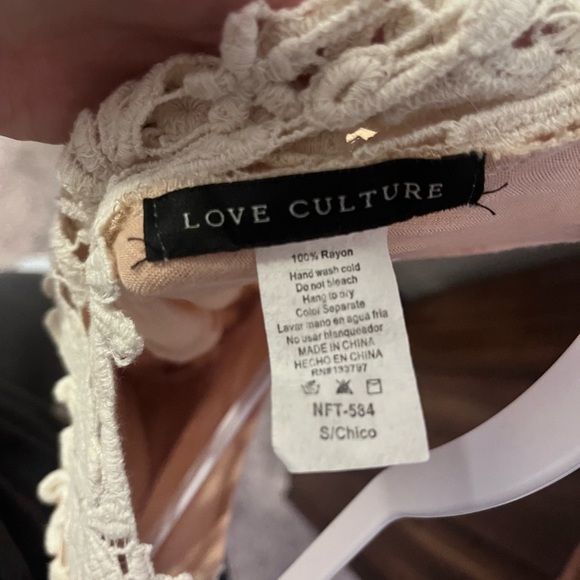 LOVE CULTURE
100% Rayon
Hand wash cold
Do not bleach
Hang to dry
Color Separate
Lavar mano en agua fria
No usar blanqueador
MADE IN CHINA
HECHO EN CHINA
RN#133797
NFT-584
S/Chico